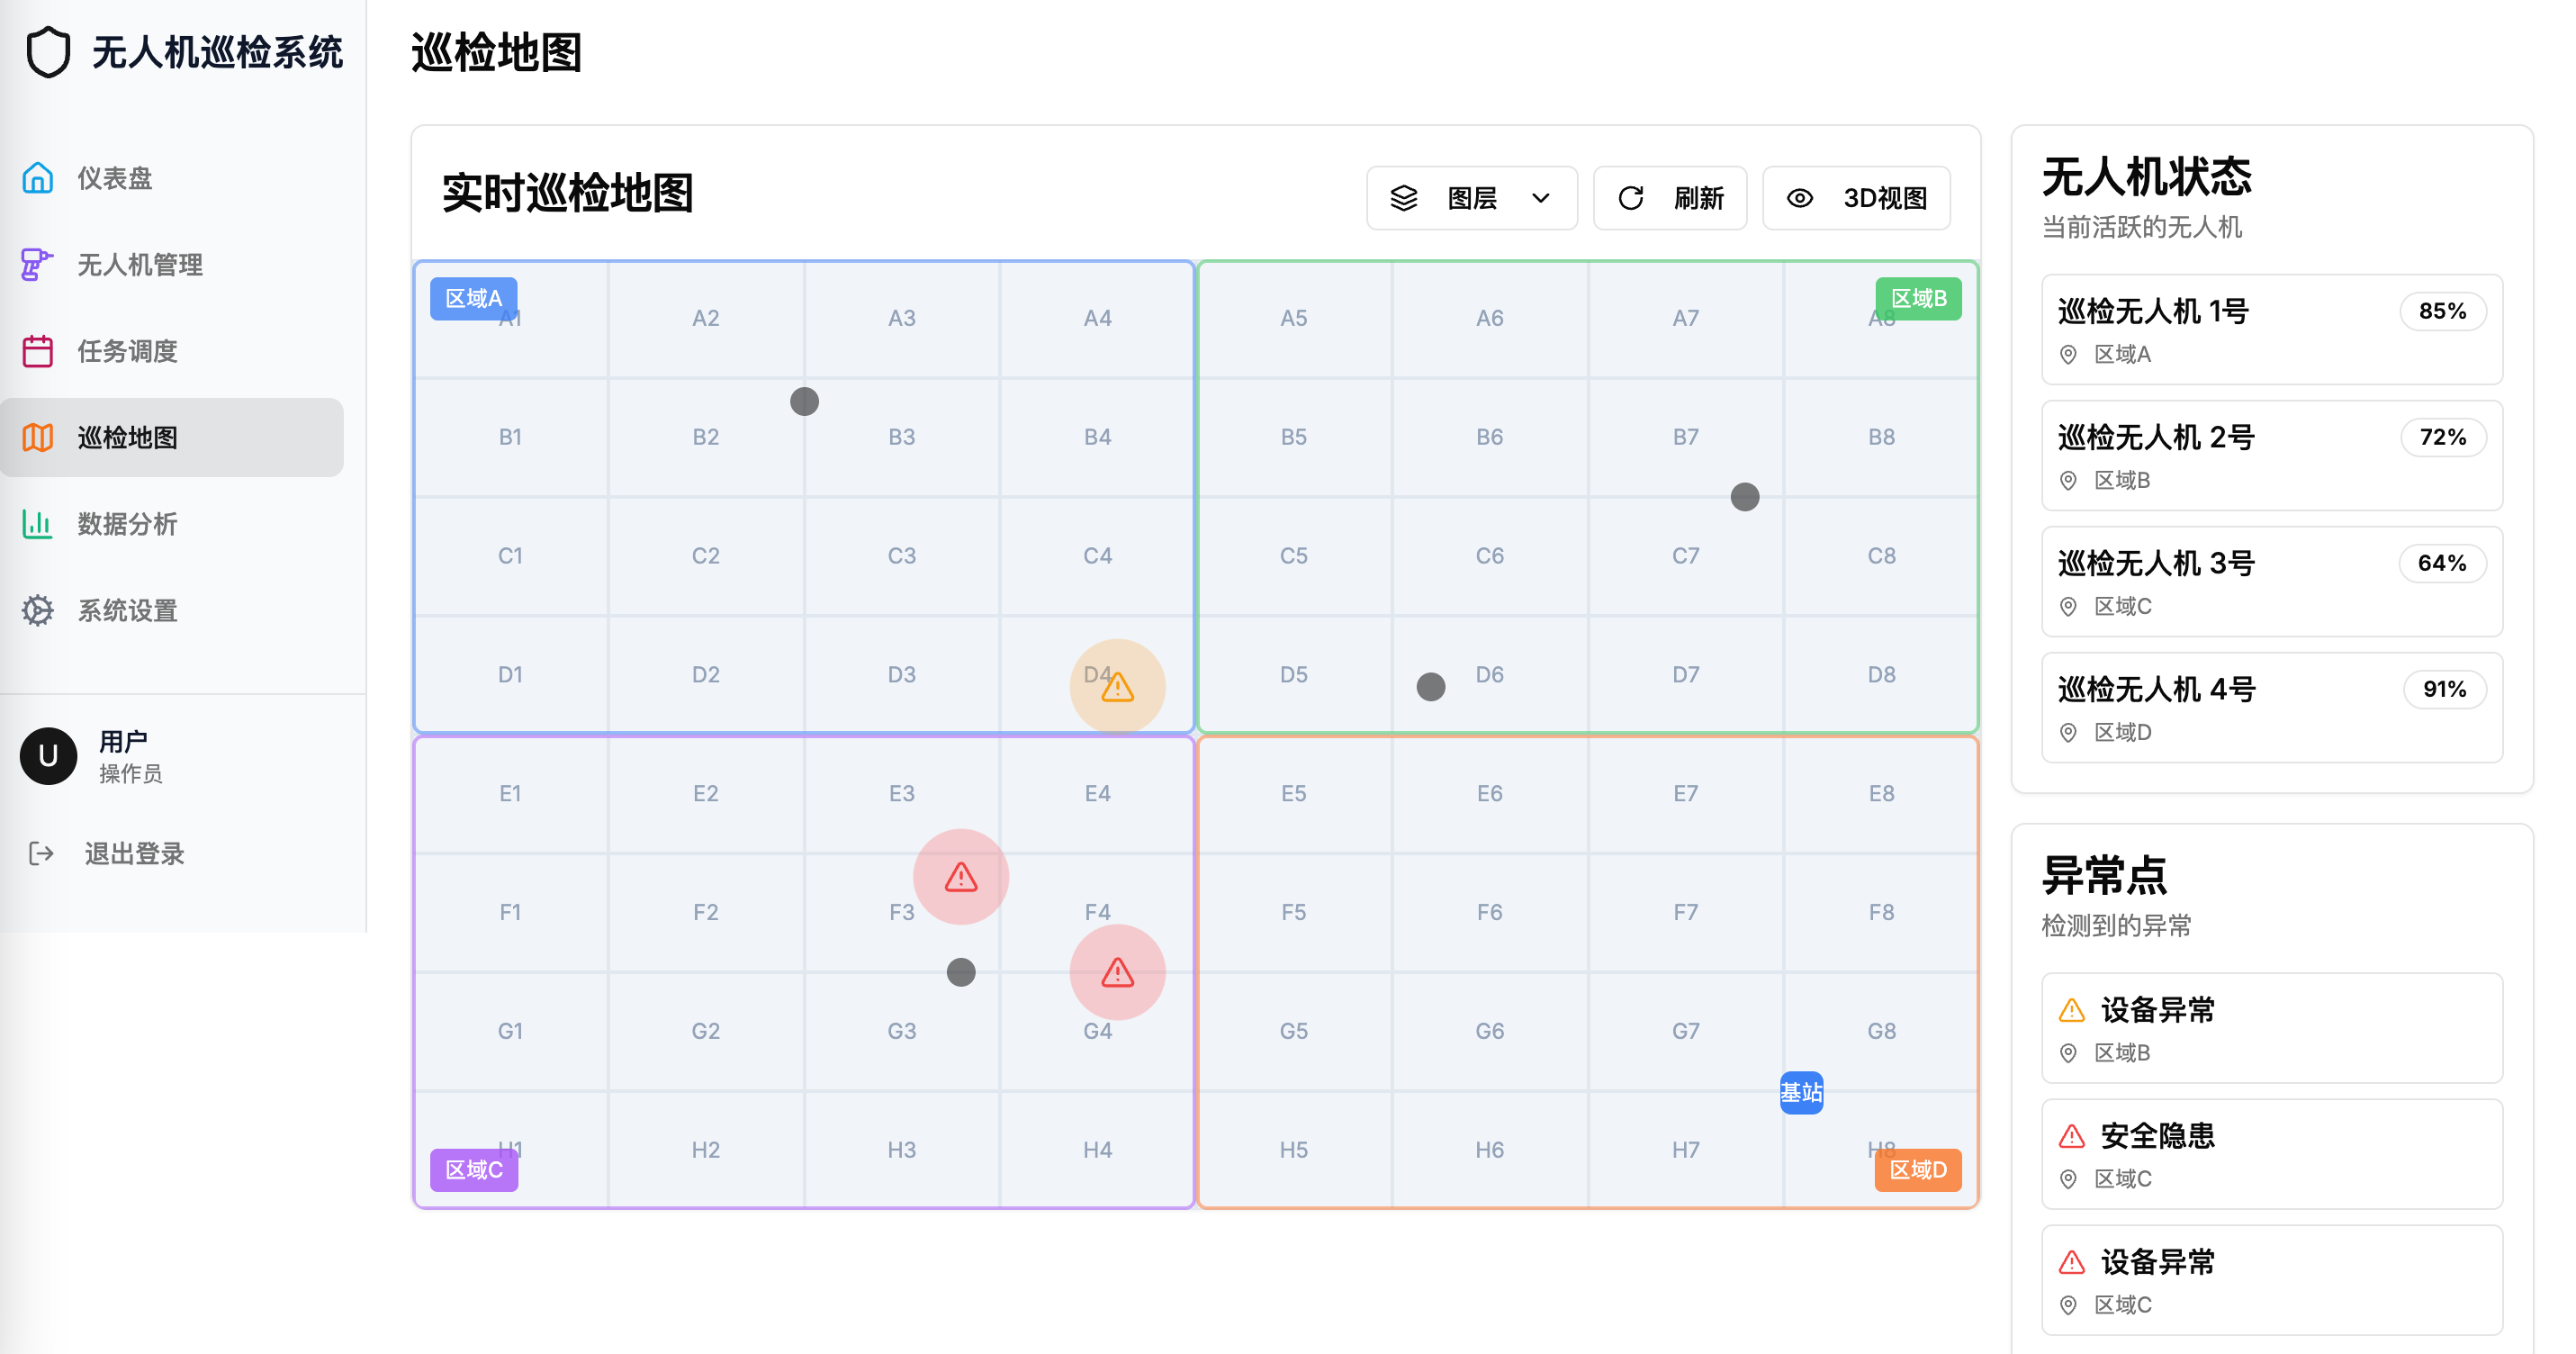 无人机巡检系统
仪表盘
无人机管理
任务调度
巡检地图
数据分析
系统设置
U
用户
操作员
退出登录
巡检地图
实时巡检地图
图层
刷新
3D视图
区域A
区域B
A1 A2 A3 A4 A5 A6 A7 A8
B1 B2 B3 B4 B5 B6 B7 B8
C1 C2 C3 C4 C5 C6 C7 C8
D1 D2 D3 D4 D5 D6 D7 D8
E1 E2 E3 E4 E5 E6 E7 E8
F1 F2 F3 F4 F5 F6 F7 F8
G1 G2 G3 G4 G5 G6 G7 G8
基站
H1 H2 H3 H4 H5 H6 H7 H8
区域C
区域D
无人机状态
当前活跃的无人机
巡检无人机 1号 85%
区域A
巡检无人机 2号 72%
区域B
巡检无人机 3号 64%
区域C
巡检无人机 4号 91%
区域D
异常点
检测到的异常
设备异常
区域B
安全隐患
区域C
设备异常
区域C